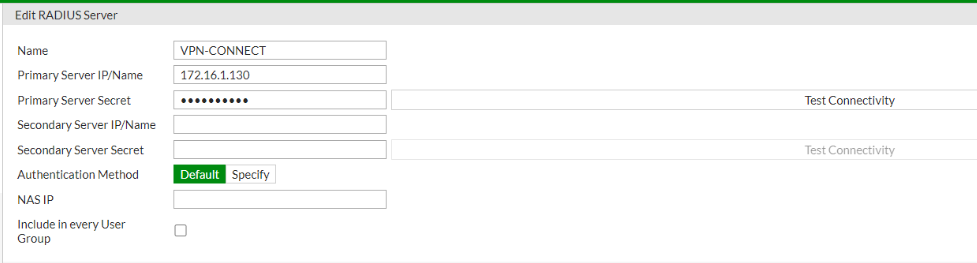 Edit RADIUS Server
Name VPN-CONNECT
Primary Server IP/Name 172.16.1.130
Primary Server Secret •••••••••• Test Connectivity
Secondary Server IP/Name
Secondary Server Secret Test Connectivity
Authentication Method Default Specify
NAS IP
Include in every User
Group